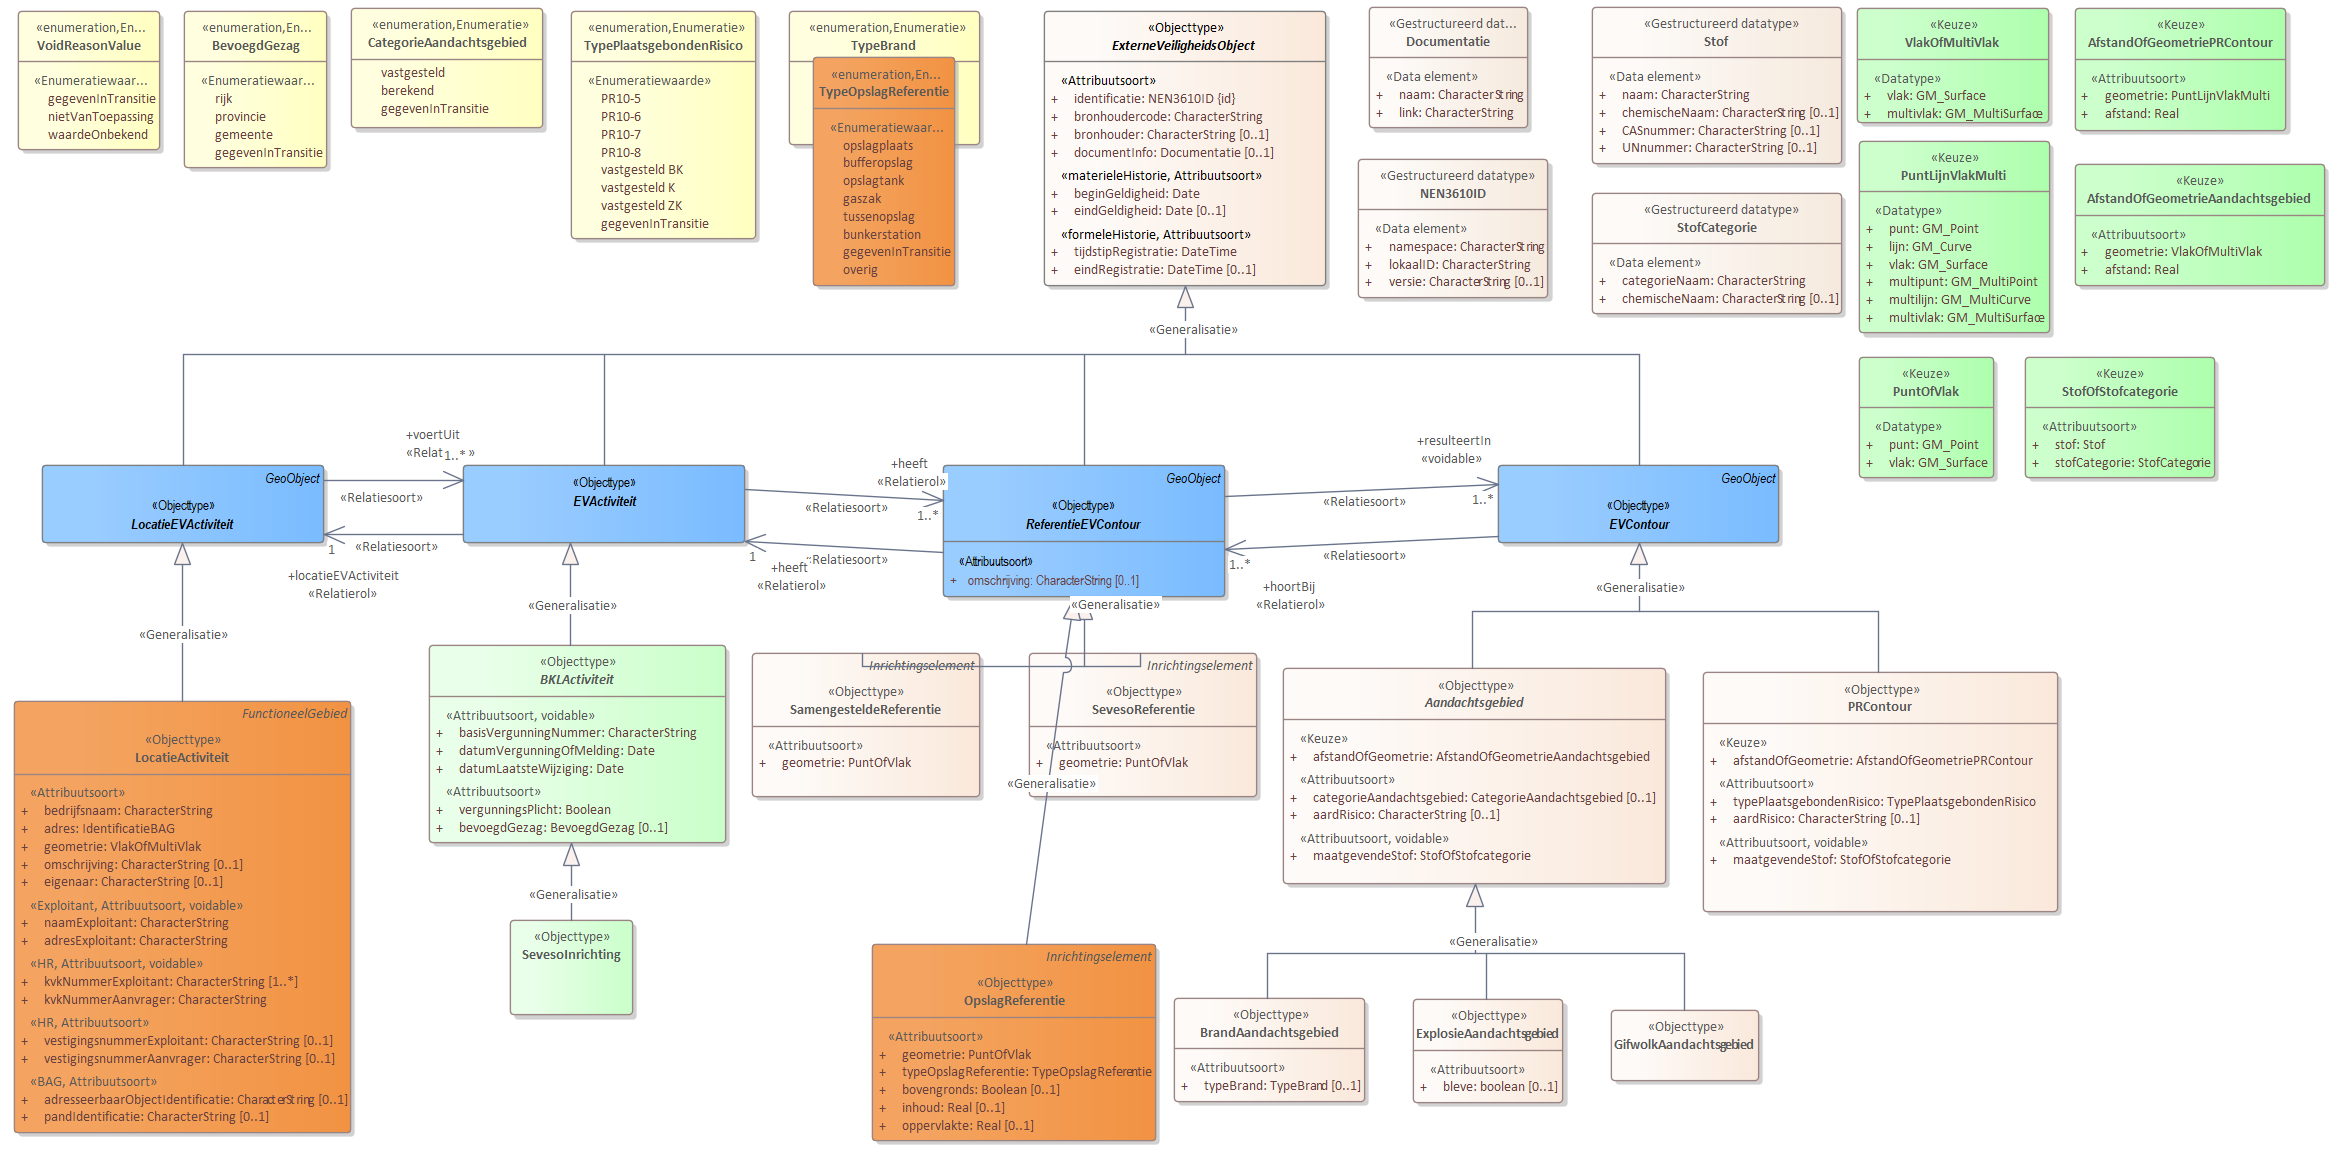 «enumeration,En...
VoidReasonValue
«Enumeratiewaar...
gegevenInTransitie
nietVanToepassing
waardeOnbekend
«enumeration,En...
BevoegdGezag
«Enumeratiewaar...
rijk
provincie
gemeente
gegevenInTransitie
«enumeration,Enumeratie»
CategorieAandachtsgebied
vastgesteld
berekend
gegevenInTransitie
«enumeration,Enumeratie»
TypePlaatsgebondenRisico
«Enumeratiewaarde»
PR10-5
PR10-6
PR10-7
PR10-8
vastgesteld BK
vastgesteld K
vastgesteld ZK
gegevenInTransitie
«enumeration,Enumeratie»
TypeBrand
«enumeration,En...
TypeOpslagReferentie
«Enumeratiewaar...
opslagplaats
bufferopslag
opslagtank
gaszak
tussenopslag
bunkerstation
gegevenInTransitie
overig
«Objecttype»
ExterneVeiligheidsObject
«Attribuutsoort»
+ identificatie: NEN3610ID {id}
+ bronhoudercode: CharacterString
+ bronhouder: CharacterString [0..1]
+ documentInfo: Documentatie [0..1]
«materieleHistorie, Attribuutsoort»
+ beginGeldigheid: Date
+ eindGeldigheid: Date [0..1]
«formeleHistorie, Attribuutsoort»
+ tijdstipRegistratie: DateTime
+ eindRegistratie: DateTime [0..1]
«Gestructureerd dat...
Documentatie
«Data element»
+ naam: CharacterString
+ link: CharacterString
«Gestructureerd datatype»
NEN3610ID
«Data element»
+ namespace: CharacterString
+ lokaalID: CharacterString
+ versie: CharacterString [0..1]
«Gestructureerd datatype»
Stof
«Data element»
+ naam: CharacterString
+ chemischeNaam: CharacterString [0..1]
+ CASnummer: CharacterString [0..1]
+ UNnummer: CharacterString [0..1]
«Gestructureerd datatype»
StofCategorie
«Data element»
+ categorieNaam: CharacterString
+ chemischeNaam: CharacterString [0..1]
«Keuze»
VlakOfMultiVlak
«Datatype»
+ vlak: GM_Surface
+ multivlak: GM_MultiSurface
«Keuze»
PuntLijnVlakMulti
«Datatype»
+ punt: GM_Point
+ lijn: GM_Curve
+ vlak: GM_Surface
+ multipunt: GM_MultiPoint
+ multilijn: GM_MultiCurve
+ multivlak: GM_MultiSurface
«Keuze»
AfstandOfGeometriePRContour
«Attribuutsoort»
+ geometrie: PuntLijnVlakMulti
+ afstand: Real
«Keuze»
AfstandOfGeometrieAandachtsgebied
«Attribuutsoort»
+ geometrie: VlakOfMultiVlak
+ afstand: Real
«Keuze»
PuntOfVlak
«Datatype»
+ punt: GM_Point
+ vlak: GM_Surface
«Keuze»
StofOfStofcategorie
«Attribuutsoort»
+ stof: Stof
+ stofCategorie: StofCategorie
«Generalisatie»
GeoObject
«Objecttype»
LocatieEVActiviteit
+voertUit
«Relat 1..* »
«Relatiesoort»
1
«Relatiesoort»
+locatieEVActiviteit
«Relatierol»
«Objecttype»
EVActiviteit
+heeft
«Relatierol»
«Relatiesoort»
1..*
1
«Relatiesoort»
+heeft
«Relatierol»
GeoObject
«Objecttype»
ReferentieEVContour
«Attribuutsoort»
+ omschrijving: CharacterString [0..1]
+resulteertIn
«voidable»
«Relatiesoort»
1..*
«Relatiesoort»
1..*
+hoortBij
«Relatierol»
GeoObject
«Objecttype»
EVContour
«Generalisatie»
«Generalisatie»
«Generalisatie»
«Generalisatie»
FunctioneelGebied
«Objecttype»
LocatieActiviteit
«Attribuutsoort»
+ bedrijfsnaam: CharacterString
+ adres: IdentificatieBAG
+ geometrie: VlakOfMultiVlak
+ omschrijving: CharacterString [0..1]
+ eigenaar: CharacterString [0..1]
«Exploitant, Attribuutsoort, voidable»
+ naamExploitant: CharacterString
+ adresExploitant: CharacterString
«HR, Attribuutsoort, voidable»
+ kvkNummerExploitant: CharacterString [1..*]
+ kvkNummerAanvrager: CharacterString
«HR, Attribuutsoort»
+ vestigingsnummerExploitant: CharacterString [0..1]
+ vestigingsnummerAanvrager: CharacterString [0..1]
«BAG, Attribuutsoort»
+ adresseerbaarObjectIdentificatie: CharacterString [0..1]
+ pandIdentificatie: CharacterString [0..1]
«Objecttype»
BKLActiviteit
«Attribuutsoort, voidable»
+ basisVergunningNummer: CharacterString
+ datumVergunningOfMelding: Date
+ datumLaatsteWijziging: Date
«Attribuutsoort»
+ vergunningsPlicht: Boolean
+ bevoegdGezag: BevoegdGezag [0..1]
«Generalisatie»
«Objecttype»
SevesoInrichting
Inrichtingselement
«Objecttype»
SamengesteldeReferentie
«Attribuutsoort»
+ geometrie: PuntOfVlak
Inrichtingselement
«Objecttype»
SevesoReferentie
«Attribuutsoort»
+ geometrie: PuntOfVlak
«Generalisatie»
Inrichtingselement
«Objecttype»
OpslagReferentie
«Attribuutsoort»
+ geometrie: PuntOfVlak
+ typeOpslagReferentie: TypeOpslagReferentie
+ bovengronds: Boolean [0..1]
+ inhoud: Real [0..1]
+ oppervlakte: Real [0..1]
«Objecttype»
Aandachtsgebied
«Keuze»
+ afstandOfGeometrie: AfstandOfGeometrieAandachtsgebied
«Attribuutsoort»
+ categorieAandachtsgebied: CategorieAandachtsgebied [0..1]
+ aardRisico: CharacterString [0..1]
«Attribuutsoort, voidable»
+ maatgevendeStof: StofOfStofcategorie
«Objecttype»
PRContour
«Keuze»
+ afstandOfGeometrie: AfstandOfGeometriePRContour
«Attribuutsoort»
+ typePlaatsgebondenRisico: TypePlaatsgebondenRisico
+ aardRisico: CharacterString [0..1]
«Attribuutsoort, voidable»
+ maatgevendeStof: StofOfStofcategorie
«Generalisatie»
«Objecttype»
BrandAandachtsgebied
«Attribuutsoort»
+ typeBrand: TypeBrand [0..1]
«Objecttype»
ExplosieAandachtsgebied
«Attribuutsoort»
+ bleve: boolean [0..1]
«Objecttype»
GifwolkAandachtsgebied